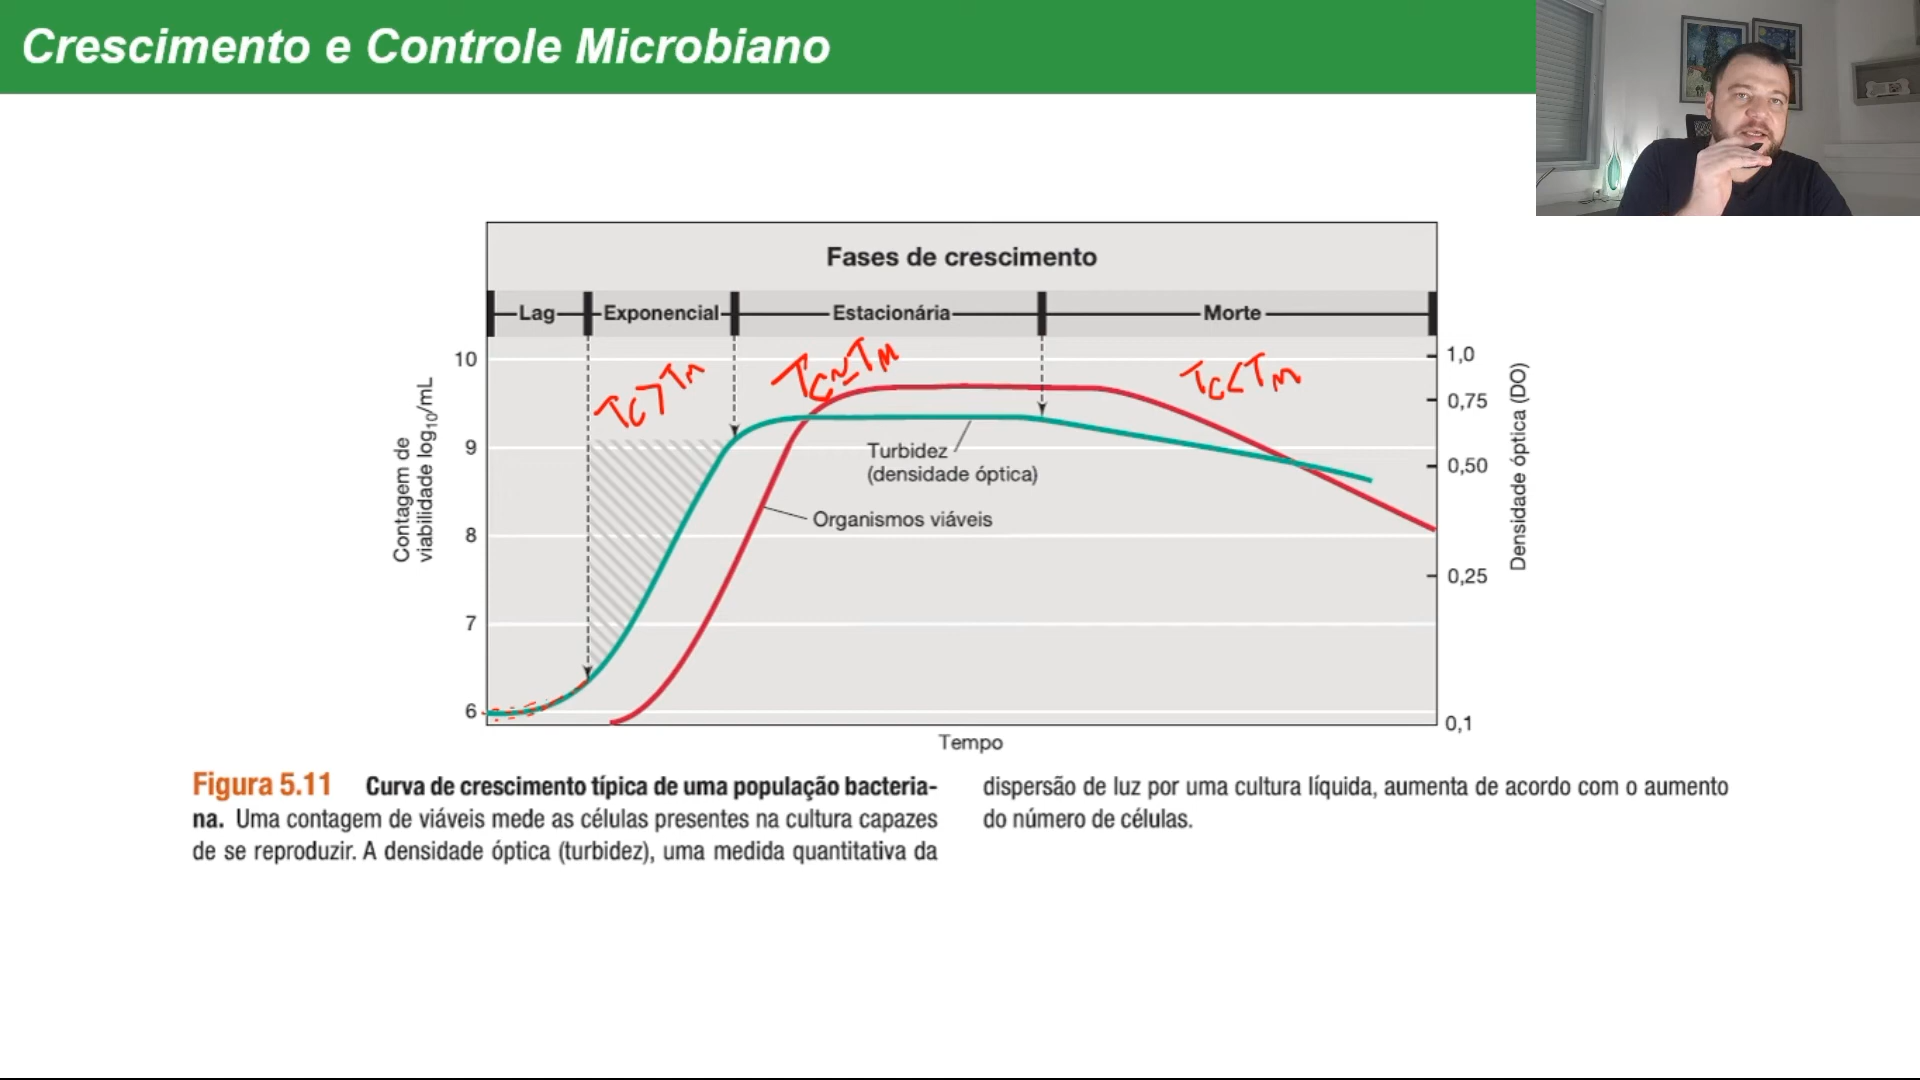 Crescimento e Controle Microbiano
Fases de crescimento
Lag
Exponencial
Estacionária
Morte
TC>TM
TC≃TM
TC<TM
10
9
8
7
6
Contagem de
viabilidade log10/mL
1,0
0,75
0,50
0,25
0,1
Densidade óptica (DO)
Turbidez
(densidade óptica)
Organismos viáveis
Tempo
Figura 5.11 Curva de crescimento típica de uma população bacteria-
na. Uma contagem de viáveis mede as células presentes na cultura capazes
de se reproduzir. A densidade óptica (turbidez), uma medida quantitativa da
dispersão de luz por uma cultura líquida, aumenta de acordo com o aumento
do número de células.